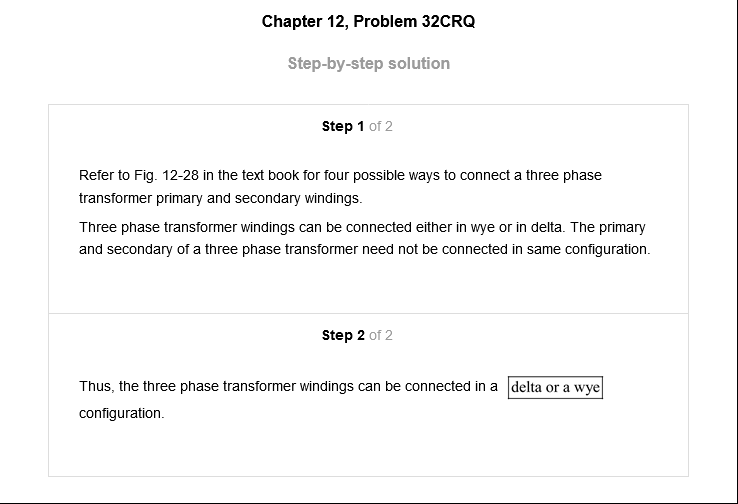 Chapter 12, Problem 32CRQ
Step-by-step solution
Step 1 of 2
Refer to Fig. 12-28 in the text book for four possible ways to connect a three phase
transformer primary and secondary windings.
Three phase transformer windings can be connected either in wye or in delta. The primary
and secondary of a three phase transformer need not be connected in same configuration.
Step 2 of 2
Thus, the three phase transformer windings can be connected in a delta or a wye
configuration.